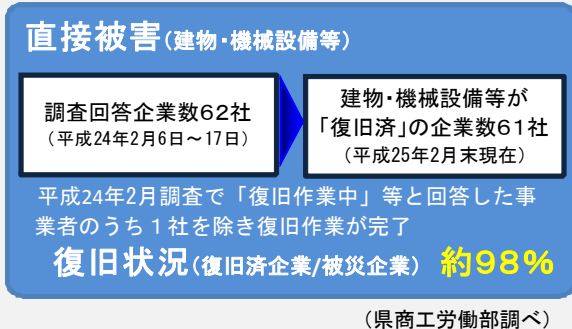 直接被害(建物・機械設備等)
調査回答企業数62社
(平成24年2月6日～17日)
建物・機械設備等が
「復旧済」の企業数61社
(平成25年2月末現在)
平成24年2月調査で「復旧作業中」等と回答した事
業者のうち１社を除き復旧作業が完了
復旧状況(復旧済企業/被災企業) 約98%
(県商工労働部調べ)